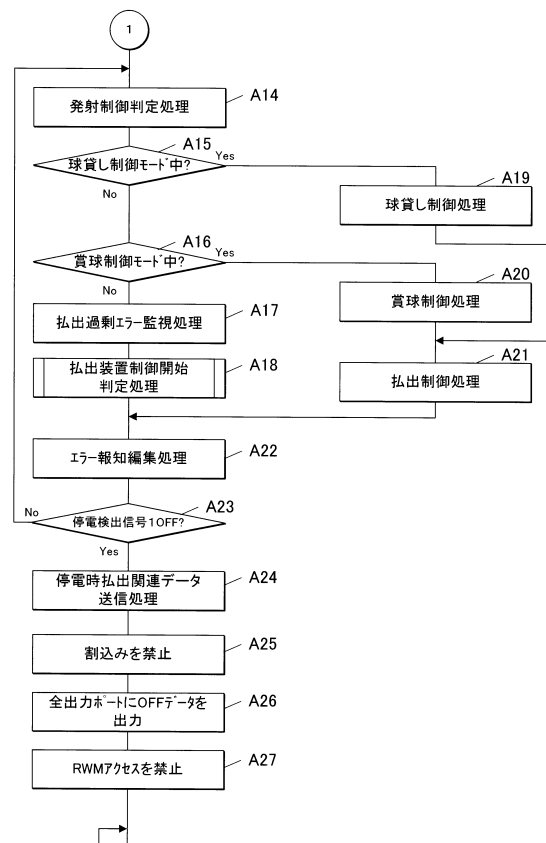 1
発射制御判定処理
A14
球貸し制御モード中?
A15
Yes
No
球貸し制御処理
A19
賞球制御モード中?
A16
Yes
No
賞球制御処理
A20
払出過剰エラー監視処理
A17
払出装置制御開始
判定処理
A18
払出制御処理
A21
エラー報知編集処理
A22
停電検出信号1OFF?
A23
No
Yes
停電時払出関連データ
送信処理
A24
割込みを禁止
A25
全出力ポートにOFFデータを
出力
A26
RWMアクセスを禁止
A27